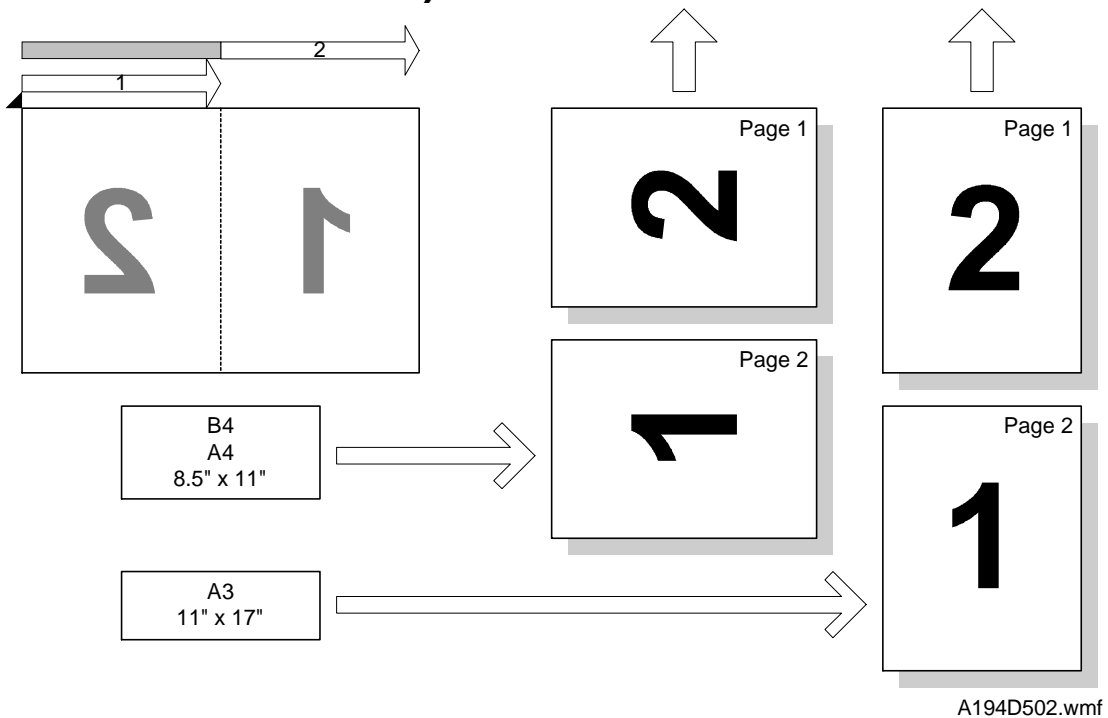 2
1
2 1
Page 1
2
Page 1
2
Page 2
1
Page 2
1
B4
A4
8.5" x 11"
A3
11" x 17"
A194D502.wmf